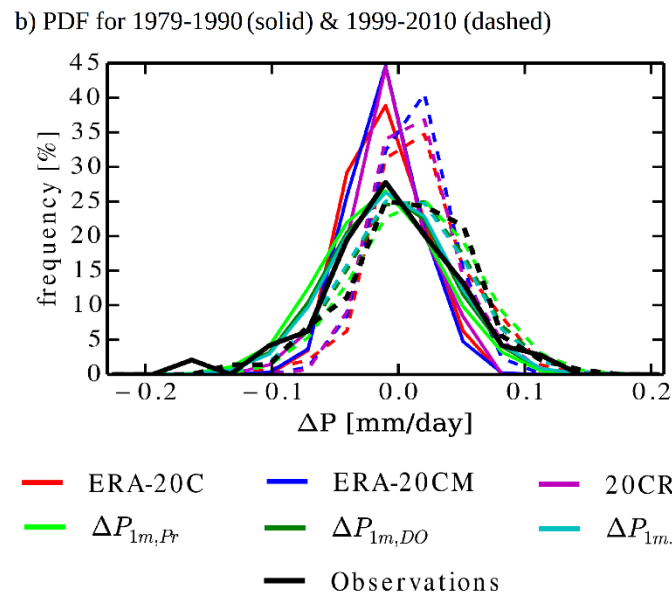 b) PDF for 1979-1990 (solid) & 1999-2010 (dashed)
45
40
35
30
25
20
15
10
5
0
frequency [%]
−0.2 −0.1 0.0 0.1 0.2
ΔP [mm/day]
ERA-20C ERA-20CM 20CR
ΔP1m,Pr ΔP1m,DO ΔP1m.
Observations